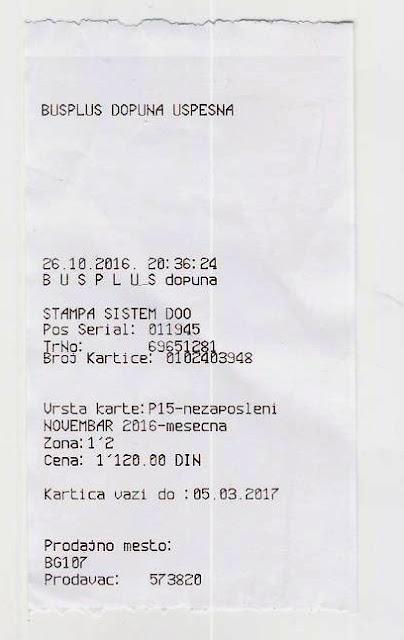 BUSPLUS DOPUNA USPESNA
26.10.2016. 20:36:24
B U S P L U S dopuna
STAMPA SISTEM DOO
Pos Serial: 011945
TrNo: 69651281
Broj Kartice: 0102403948
Vrsta karte:P15-nezaposleni
NOVEMBAR 2016-mesecna
Zona:1´2
Cena: 1´120.00 DIN
Kartica vazi do :05.03.2017
Prodajno mesto:
BG107
Prodavac: 573820